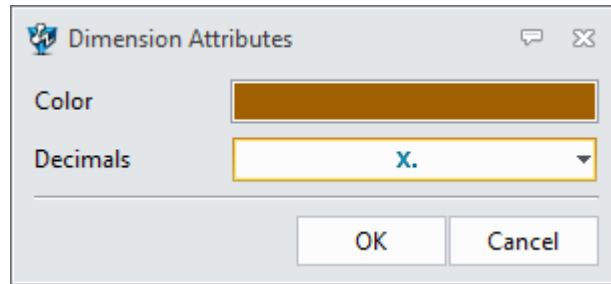 Dimension Attributes
Color
Decimals
X.
OK
Cancel